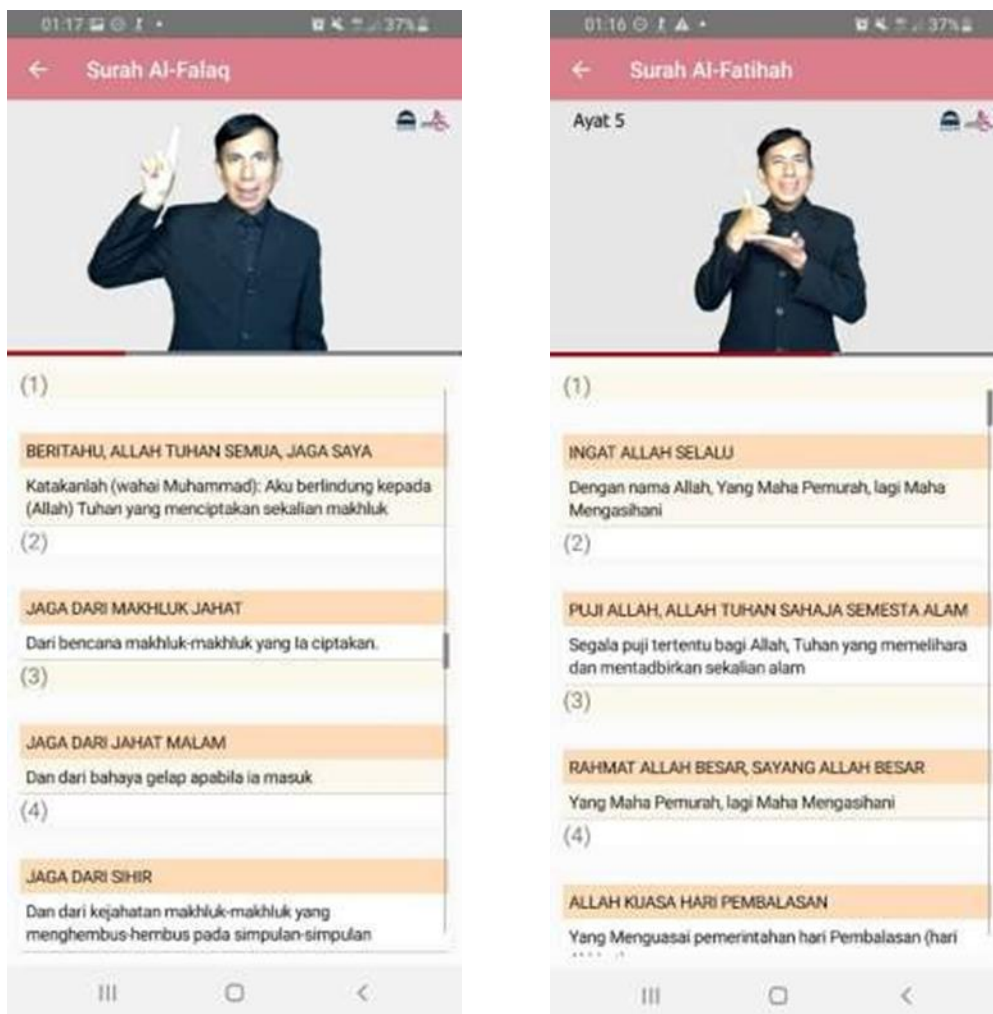 01:17
37%
Surah Al-Falaq
(1)
BERITAHU, ALLAH TUHAN SEMUA, JAGA SAYA
Katakanlah (wahai Muhammad): Aku berlindung kepada
(Allah) Tuhan yang menciptakan sekalian makhluk
(2)
JAGA DARI MAKHLUK JAHAT
Dari bencana makhluk-makhluk yang Ia ciptakan.
(3)
JAGA DARI JAHAT MALAM
Dan dari bahaya gelap apabila ia masuk
(4)
JAGA DARI SIHIR
Dan dari kejahatan makhluk-makhluk yang
menghembus-hembus pada simpulan-simpulan
01:16
37%
Surah Al-Fatihah
Ayat 5
(1)
INGAT ALLAH SELALU
Dengan nama Allah, Yang Maha Pemurah, lagi Maha
Mengasihani
(2)
PUJI ALLAH, ALLAH TUHAN SAHAJA SEMESTA ALAM
Segala puji tertentu bagi Allah, Tuhan yang memelihara
dan mentadbirkan sekalian alam
(3)
RAHMAT ALLAH BESAR, SAYANG ALLAH BESAR
Yang Maha Pemurah, lagi Maha Mengasihani
(4)
ALLAH KUASA HARI PEMBALASAN
Yang Menguasai pemerintahan hari Pembalasan (hari